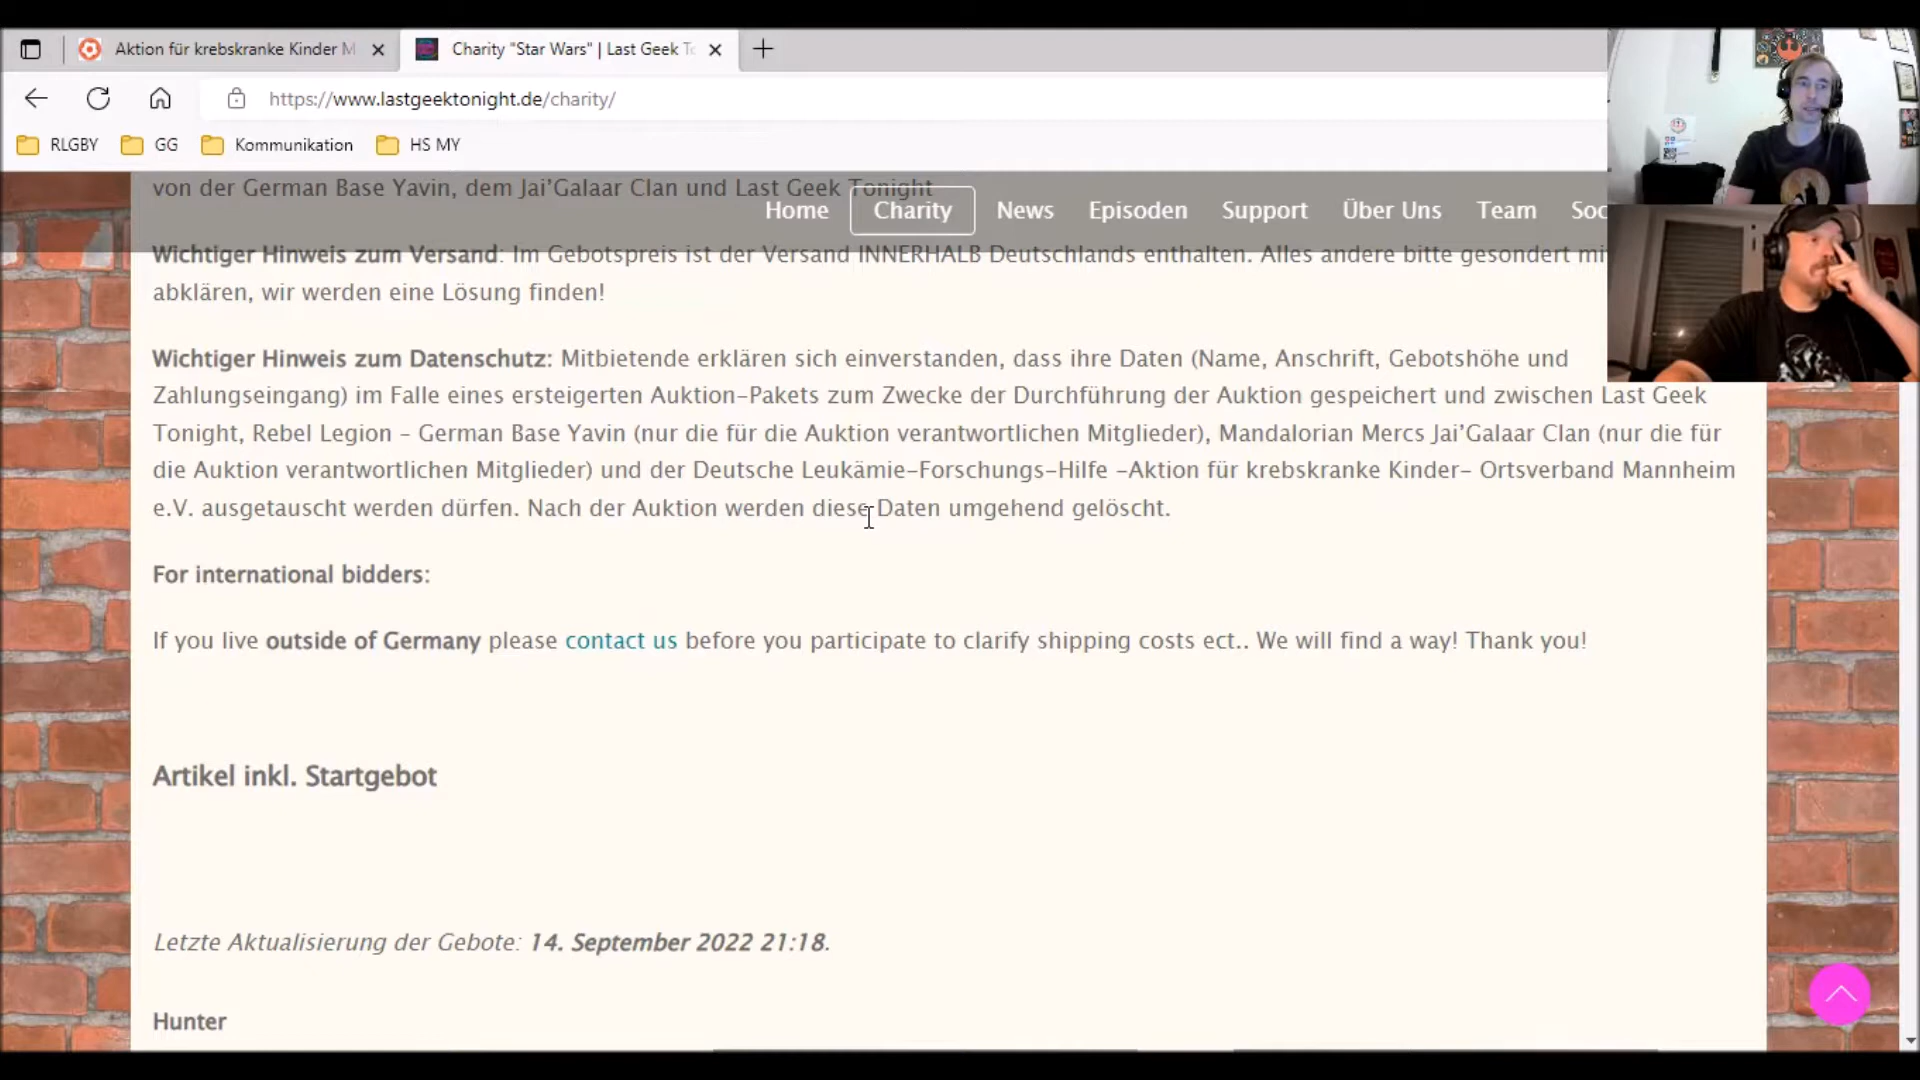 Aktion für krebskranke Kinder M
Charity "Star Wars" | Last Geek To
https://www.lastgeektonight.de/charity/
RLGBY GG Kommunikation HS MY
von der German Base Yavin, dem Jai'Galaar Clan und Last Geek Tonight
Home Charity News Episoden Support Über Uns Team Soc
Wichtiger Hinweis zum Versand: Im Gebotspreis ist der Versand INNERHALB Deutschlands enthalten. Alles andere bitte gesondert mi
abklären, wir werden eine Lösung finden!
Wichtiger Hinweis zum Datenschutz: Mitbietende erklären sich einverstanden, dass ihre Daten (Name, Anschrift, Gebotshöhe und
Zahlungseingang) im Falle eines ersteigerten Auktion-Pakets zum Zwecke der Durchführung der Auktion gespeichert und zwischen Last Geek
Tonight, Rebel Legion – German Base Yavin (nur die für die Auktion verantwortlichen Mitglieder), Mandalorian Mercs Jai'Galaar Clan (nur die für
die Auktion verantwortlichen Mitglieder) und der Deutsche Leukämie-Forschungs-Hilfe -Aktion für krebskranke Kinder- Ortsverband Mannheim
e.V. ausgetauscht werden dürfen. Nach der Auktion werden diese Daten umgehend gelöscht.
For international bidders:
If you live outside of Germany please contact us before you participate to clarify shipping costs ect.. We will find a way! Thank you!
Artikel inkl. Startgebot
Letzte Aktualisierung der Gebote: 14. September 2022 21:18.
Hunter